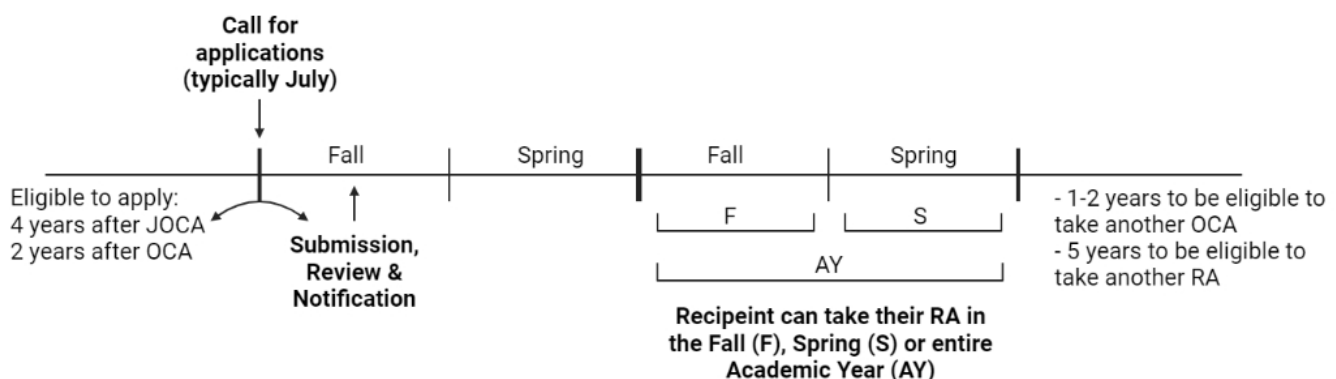 Call for
applications
(typically July)
Fall
Spring
Fall
Spring
Eligible to apply:
4 years after JOCA
2 years after OCA
Submission,
Review &
Notification
F
S
AY
Recipeint can take their RA in
the Fall (F), Spring (S) or entire
Academic Year (AY)
- 1-2 years to be eligible to
take another OCA
- 5 years to be eligible to
take another RA